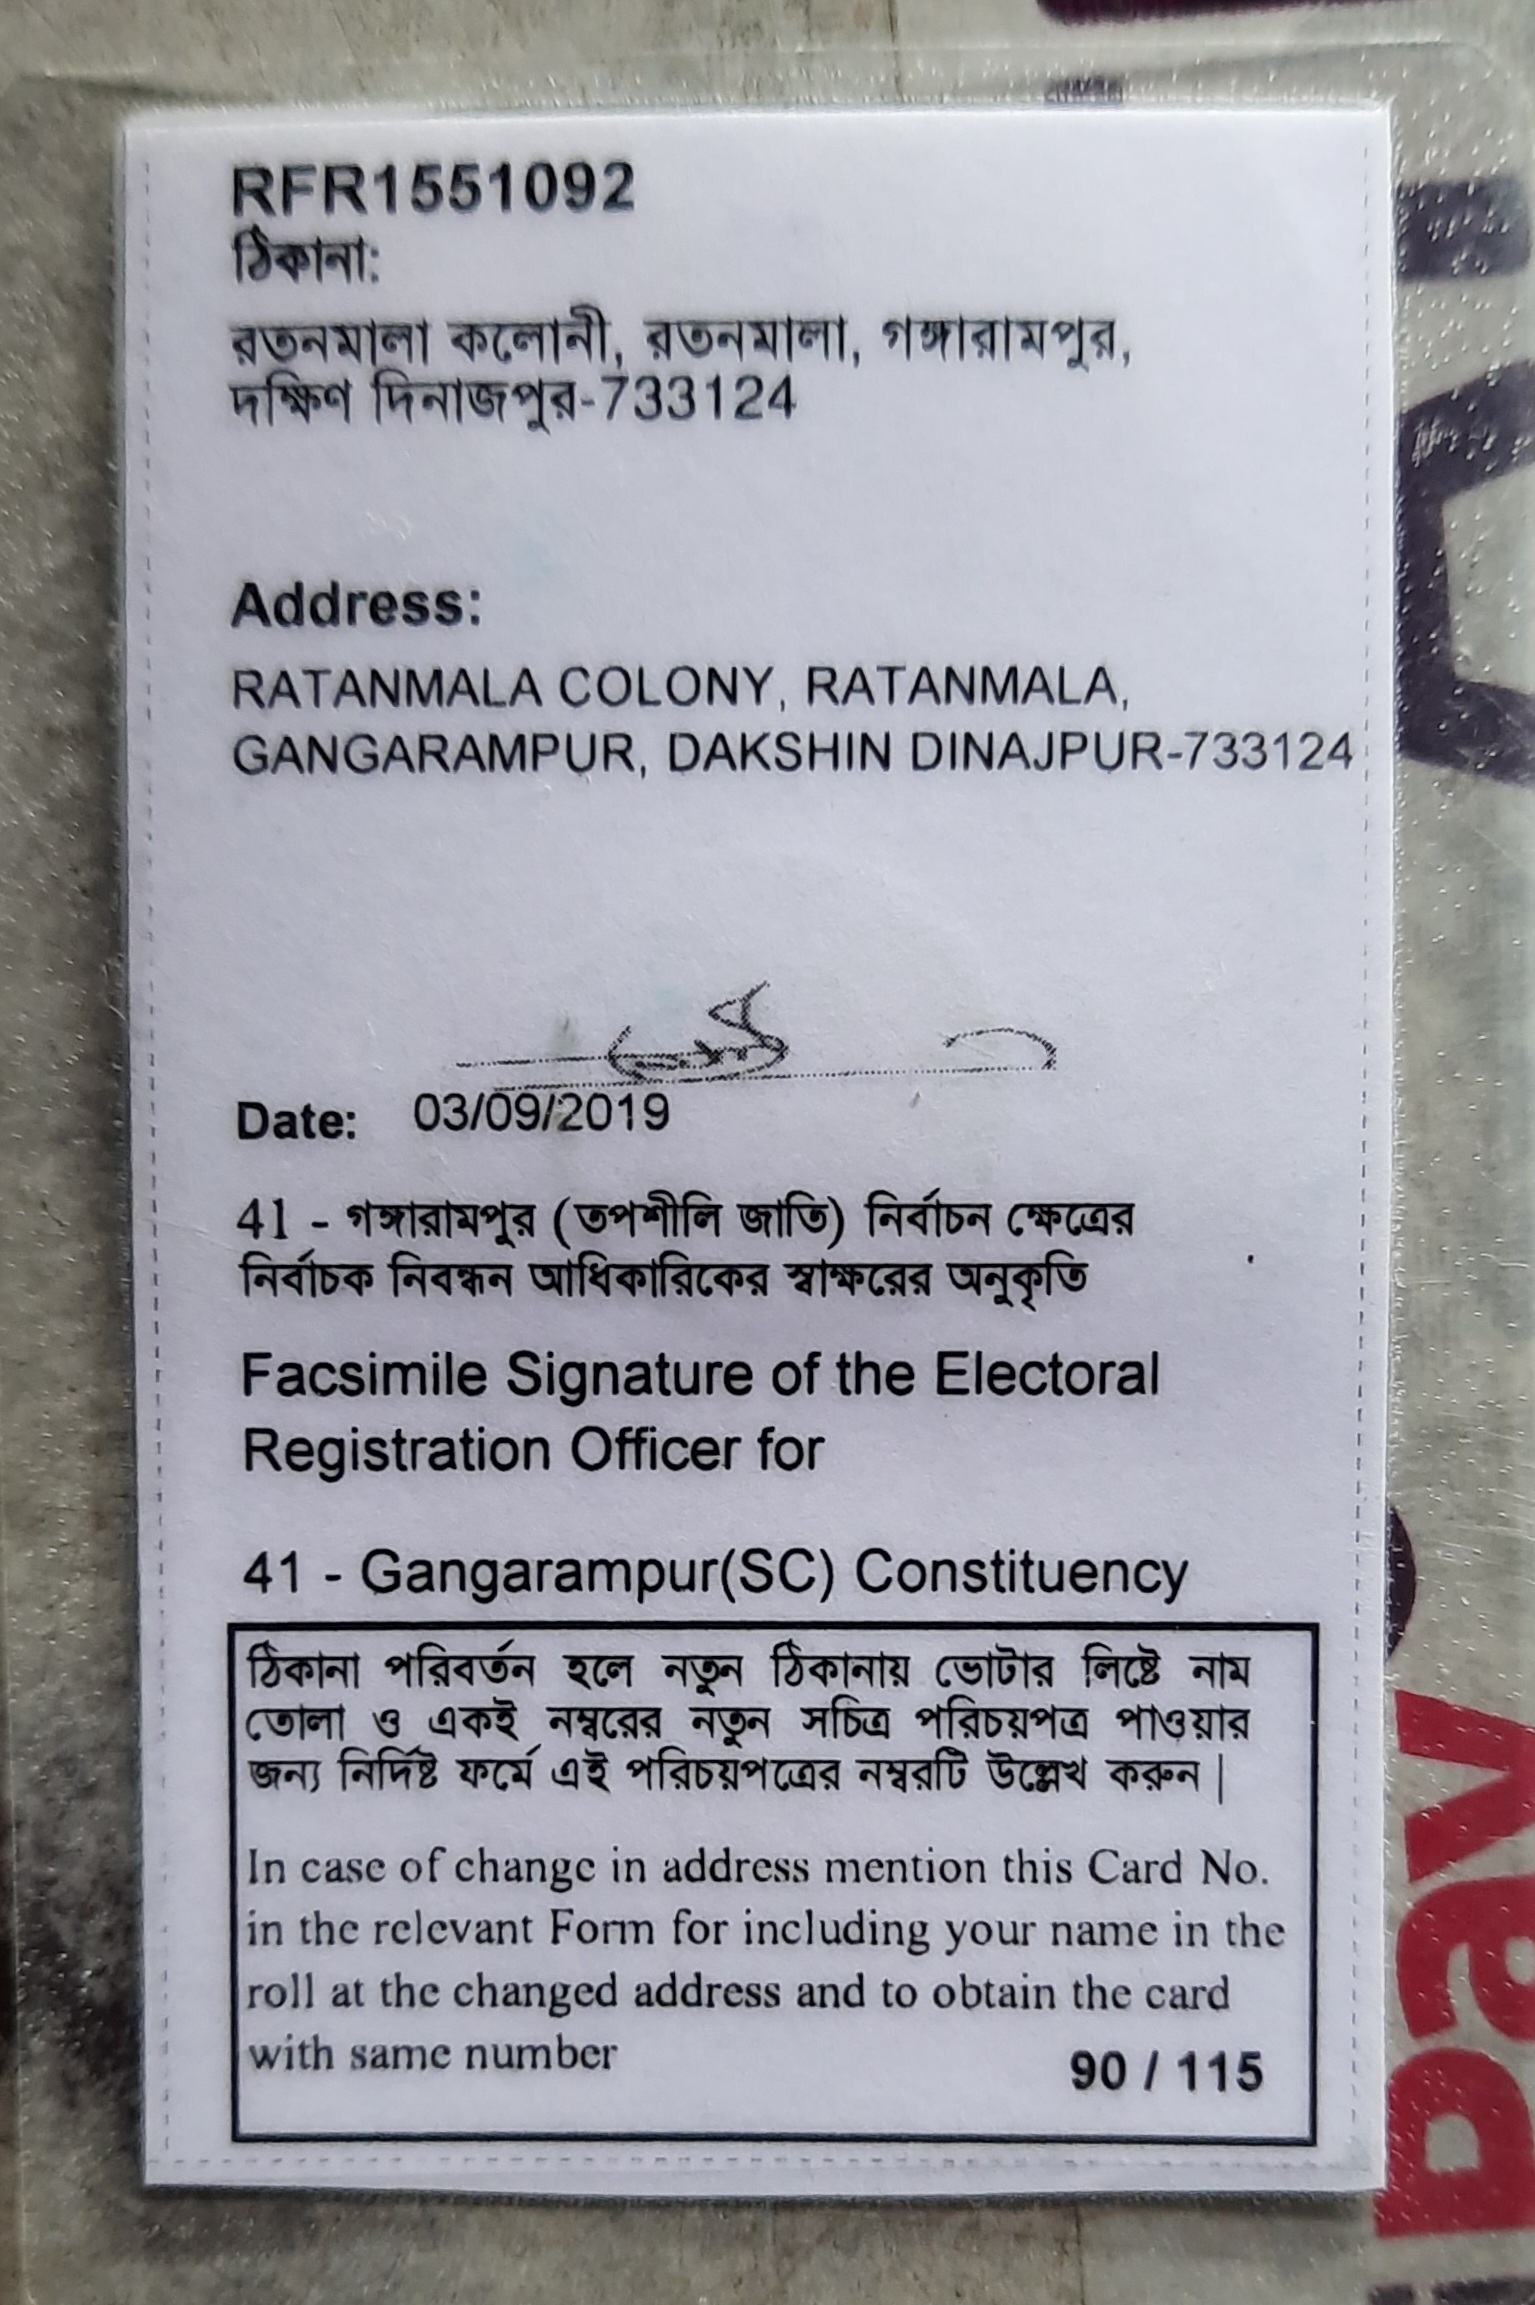 RFR1551092
ঠিকানা:
রতনমালা কলোনী, রতনমালা, গঙ্গারামপুর,
দক্ষিণ দিনাজপুর-733124
Address:
RATANMALA COLONY, RATANMALA,
GANGARAMPUR, DAKSHIN DINAJPUR-733124
Date: 03/09/2019
41 - গঙ্গারামপুর (তপশীলি জাতি) নির্বাচন ক্ষেত্রের
নির্বাচক নিবন্ধন আধিকারিকের স্বাক্ষরের অনুকৃতি
Facsimile Signature of the Electoral
Registration Officer for
41 - Gangarampur(SC) Constituency
ঠিকানা পরিবর্তন হলে নতুন ঠিকানায় ভোটার লিষ্টে নাম
তোলা ও একই নম্বরের নতুন সচিত্র পরিচয়পত্র পাওয়ার
জন্য নির্দিষ্ট ফর্মে এই পরিচয়পত্রের নম্বরটি উল্লেখ করুন|
In case of change in address mention this Card No.
in the relevant Form for including your name in the
roll at the changed address and to obtain the card
with same number
90 / 115
Pay